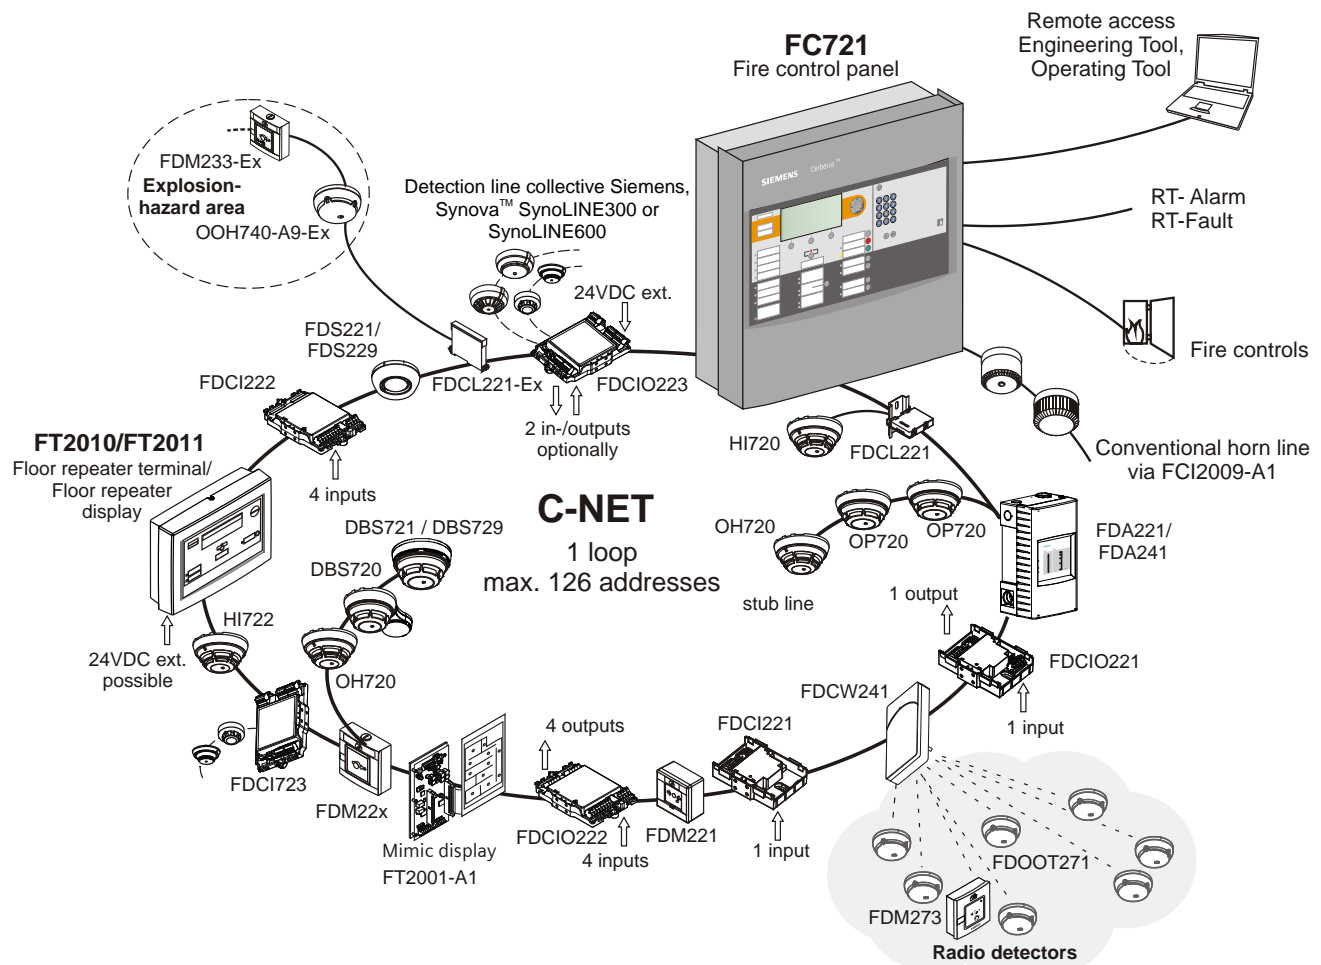 Remote access
Engineering Tool,
Operating Tool
FC721
Fire control panel
SIEMENS
Cerberus™
FDM233-Ex
Explosion-
hazard area
OOH740-A9-Ex
Detection line collective Siemens,
Synova™ SynoLINE300 or
SynoLINE600
RT- Alarm
RT-Fault
24VDC ext.
FDS221/
FDS229
FDCI222
FDCL221-Ex
FDCIO223
Fire controls
2 in-/outputs
optionally
HI720
FDCL221
Conventional horn line
via FCI2009-A1
FT2010/FT2011
Floor repeater terminal/
Floor repeater
display
4 inputs
C-NET
1 loop
max. 126 addresses
DBS721 / DBS729
DBS720
OH720
OP720
OP720
FDA221/
FDA241
stub line
1 output
HI722
24VDC ext.
possible
OH720
FDCIO221
FDCW241
1 input
FDCI723
FDM22x
4 outputs
FDCI221
Mimic display
FT2001-A1
FDCIO222
4 inputs
FDM221
1 input
FDOOT271
FDM273
Radio detectors